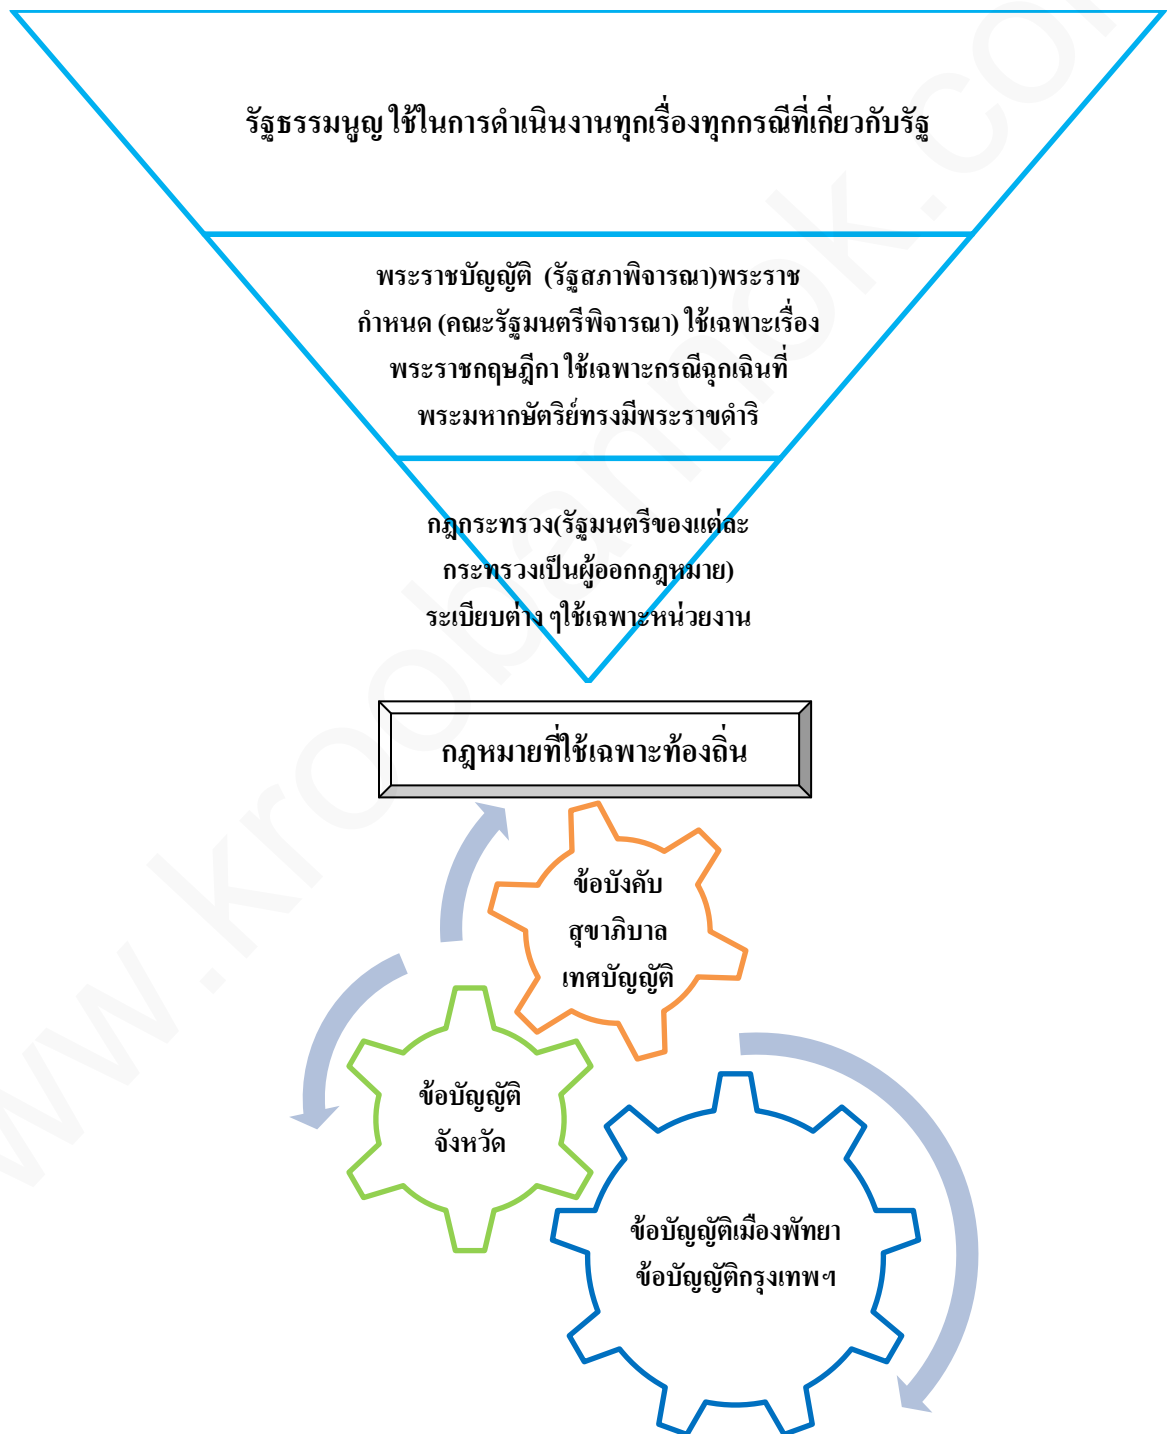 รัฐธรรมนูญ ใช้ในการดำเนินงานทุกเรื่องทุกกรณีที่เกี่ยวกับรัฐ
พระราชบัญญัติ (รัฐสภาพิจารณา)พระราช
กำหนด (คณะรัฐมนตรีพิจารณา) ใช้เฉพาะเรื่อง
พระราชกฤษฎีกา ใช้เฉพาะกรณีฉุกเฉินที่
พระมหากษัตริย์ทรงมีพระราชดำริ
กฎกระทรวง(รัฐมนตรีของแต่ละ
กระทรวงเป็นผู้ออกกฎหมาย)
ระเบียบต่าง ๆใช้เฉพาะหน่วยงาน
กฎหมายที่ใช้เฉพาะท้องถิ่น
ข้อบังคับ
สุขาภิบาล
เทศบัญญัติ
ข้อบัญญัติ
จังหวัด
ข้อบัญญัติเมืองพัทยา
ข้อบัญญัติกรุงเทพฯ
www.kroobannok.com